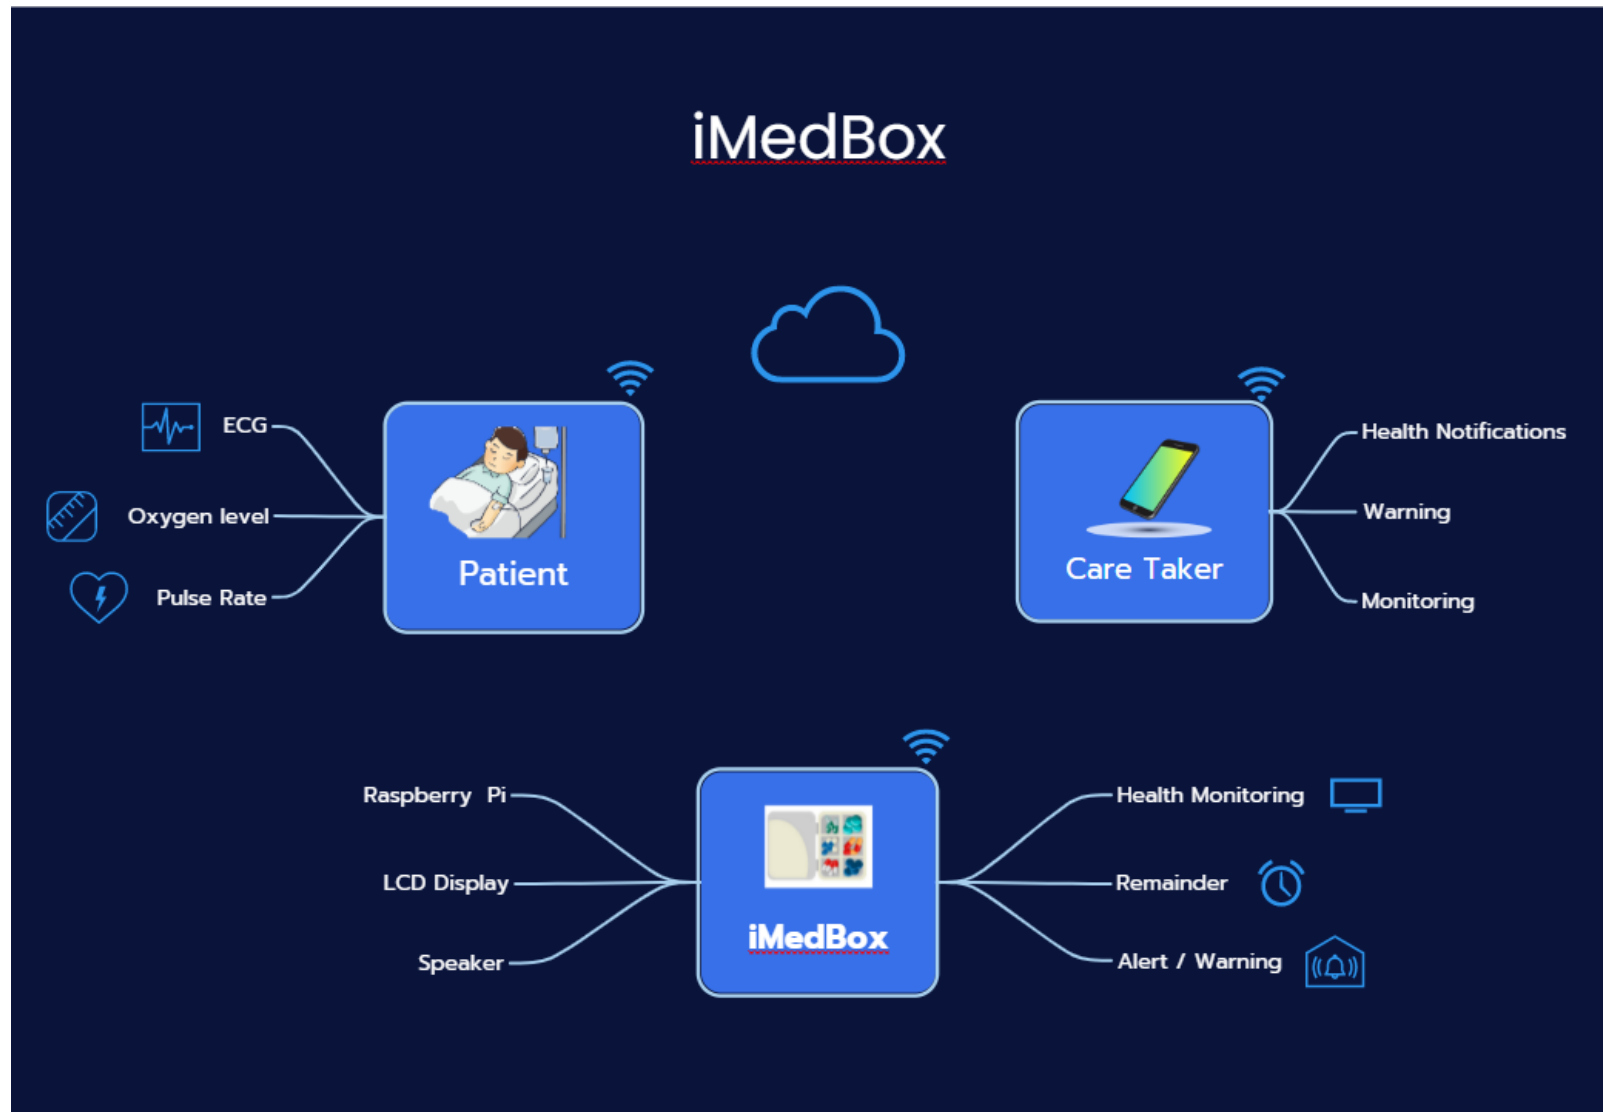 iMedBox
ECG
Oxygen level
Pulse Rate
Patient
Care Taker
Health Notifications
Warning
Monitoring
Raspberry Pi
LCD Display
Speaker
iMedBox
Health Monitoring
Remainder
Alert / Warning